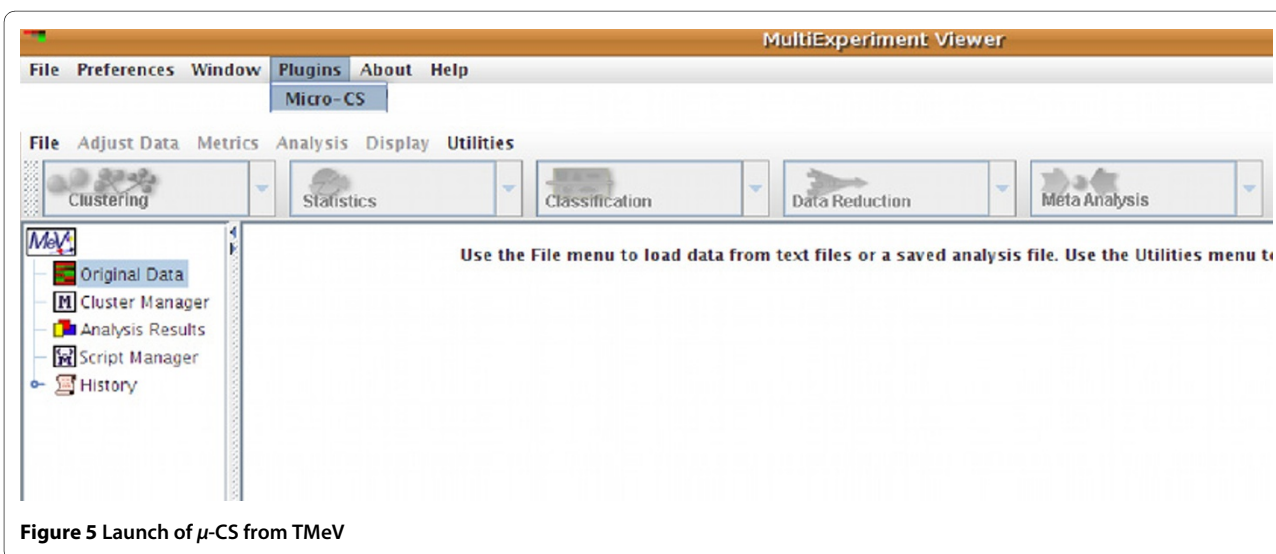 MultiExperiment Viewer
File Preferences Window Plugins About Help
Micro-CS
File Adjust Data Metrics Analysis Display Utilities
Clustering Statistics Classification Data Reduction Meta Analysis
MeV
Original Data
Cluster Manager
Analysis Results
Script Manager
History
Use the File menu to load data from text files or a saved analysis file. Use the Utilities menu to
Figure 5 Launch of μ-CS from TMeV